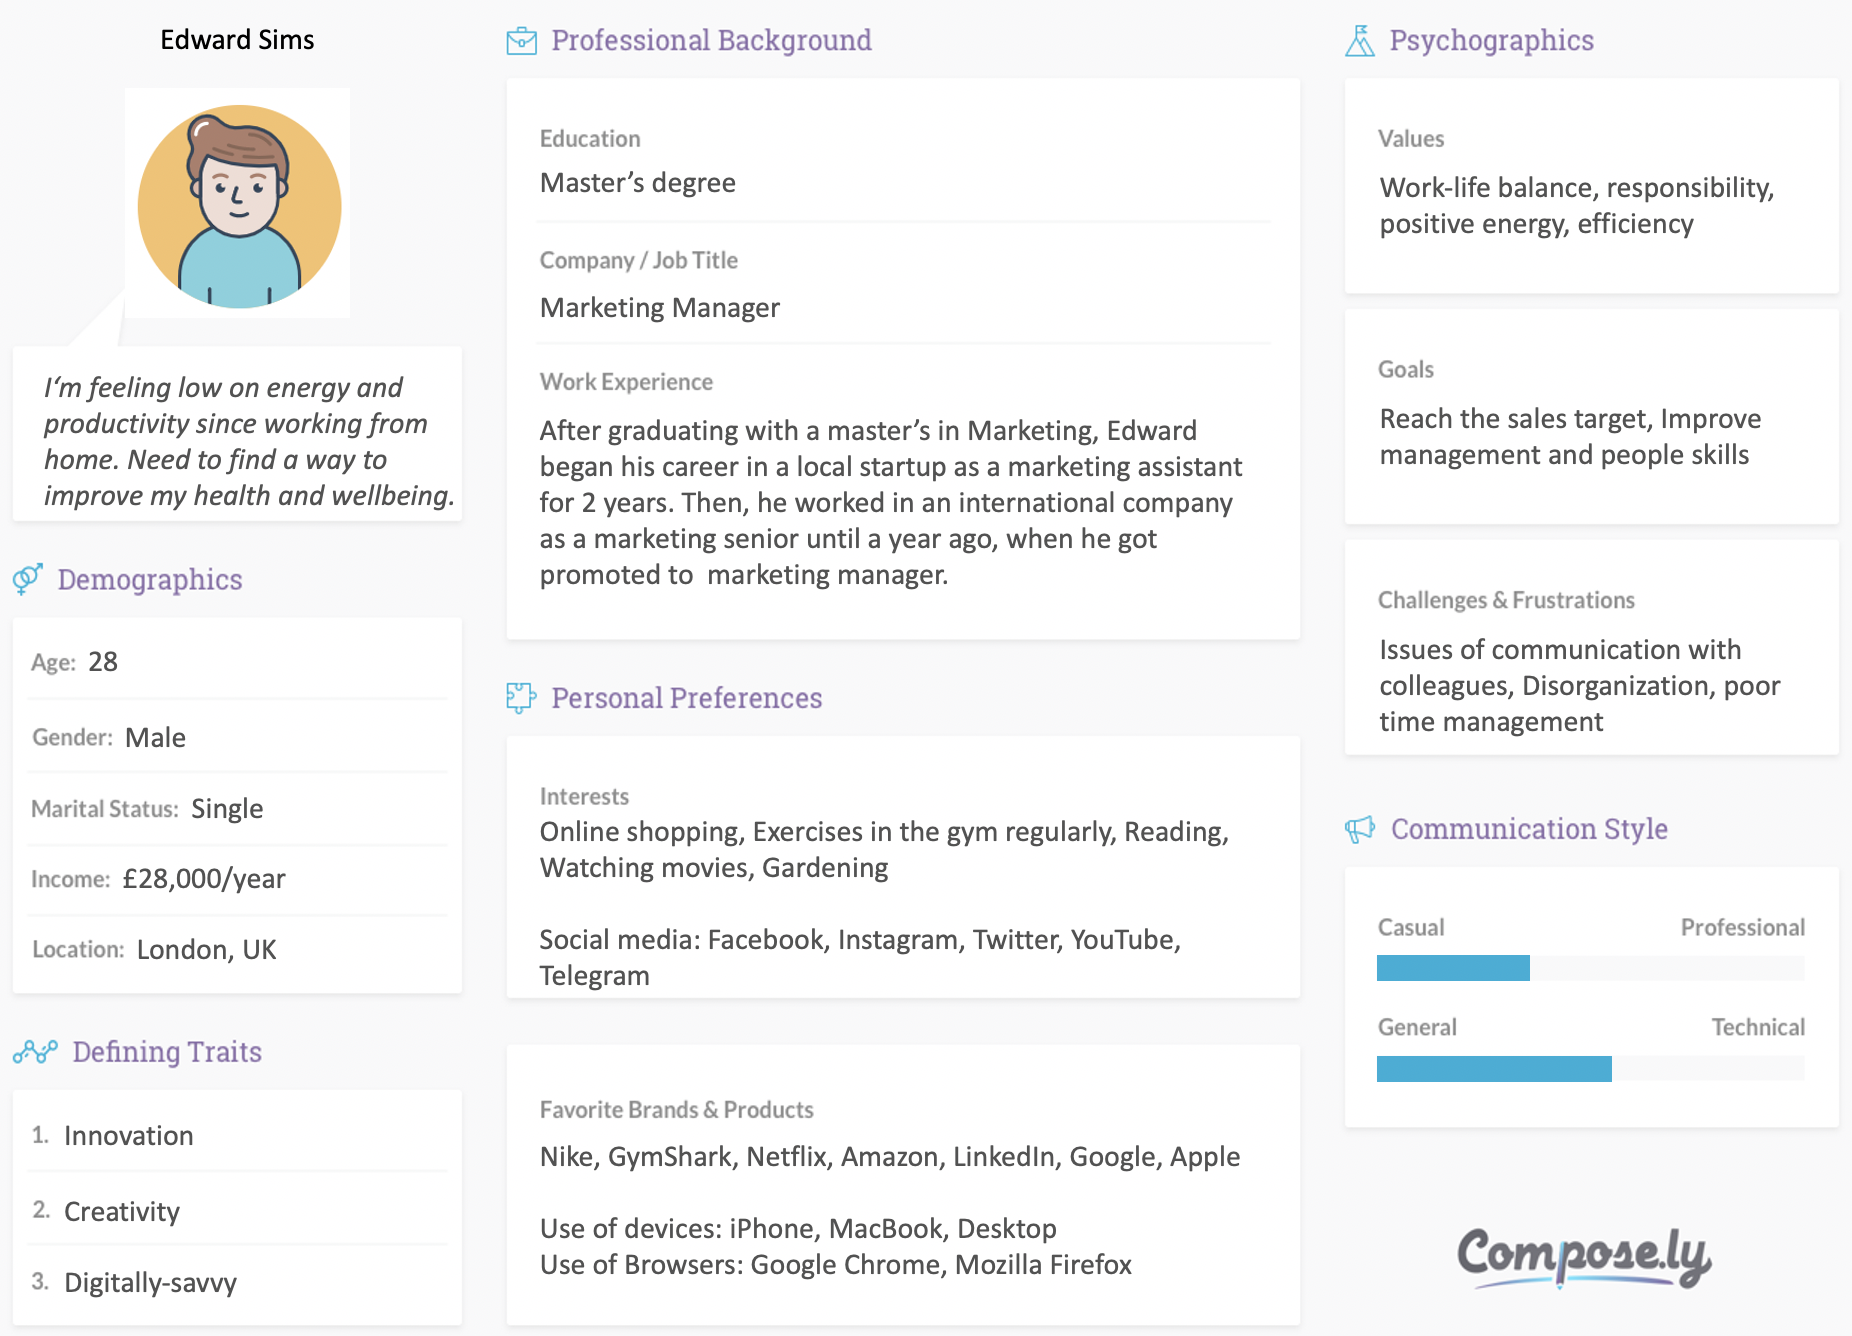 Edward Sims
I‘m feeling low on energy and
productivity since working from
home. Need to find a way to
improve my health and wellbeing.
Demographics
Age: 28
Gender: Male
Marital Status: Single
Income: £28,000/year
Location: London, UK
Defining Traits
1. Innovation
2. Creativity
3. Digitally-savvy
Professional Background
Education
Master’s degree
Company / Job Title
Marketing Manager
Work Experience
After graduating with a master’s in Marketing, Edward
began his career in a local startup as a marketing assistant
for 2 years. Then, he worked in an international company
as a marketing senior until a year ago, when he got
promoted to  marketing manager.
Personal Preferences
Interests
Online shopping, Exercises in the gym regularly, Reading,
Watching movies, Gardening
Social media: Facebook, Instagram, Twitter, YouTube,
Telegram
Favorite Brands & Products
Nike, GymShark, Netflix, Amazon, LinkedIn, Google, Apple
Use of devices: iPhone, MacBook, Desktop
Use of Browsers: Google Chrome, Mozilla Firefox
Psychographics
Values
Work-life balance, responsibility,
positive energy, efficiency
Goals
Reach the sales target, Improve
management and people skills
Challenges & Frustrations
Issues of communication with
colleagues, Disorganization, poor
time management
Communication Style
Casual Professional
General Technical
Compose.ly